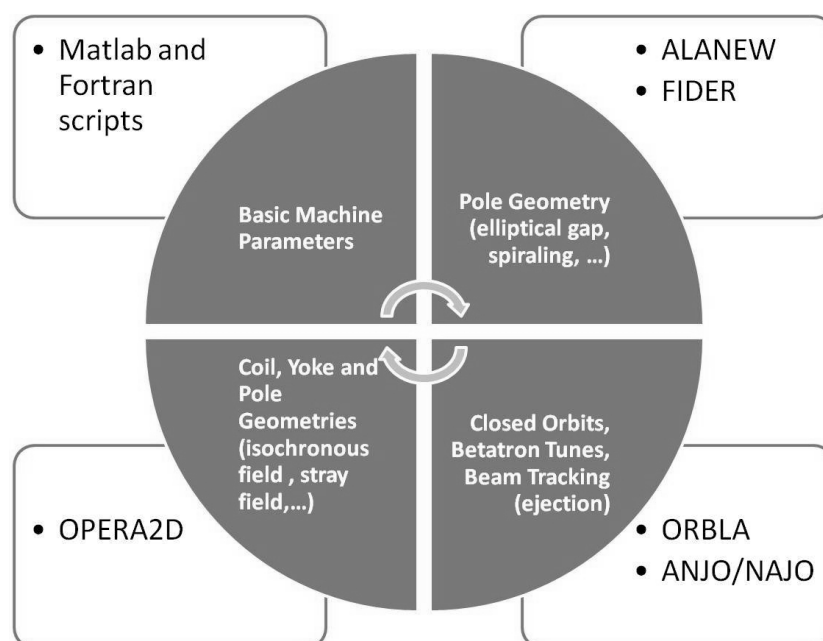 • Matlab and
Fortran
scripts
• ALANEW
• FIDER
Basic Machine
Parameters
Pole Geometry
(elliptical gap,
spiraling, ...)
Coil, Yoke and
Pole
Geometries
(isochronous
field , stray
field,...)
Closed Orbits,
Betatron Tunes,
Beam Tracking
(ejection)
• OPERA2D
• ORBLA
• ANJO/NAJO